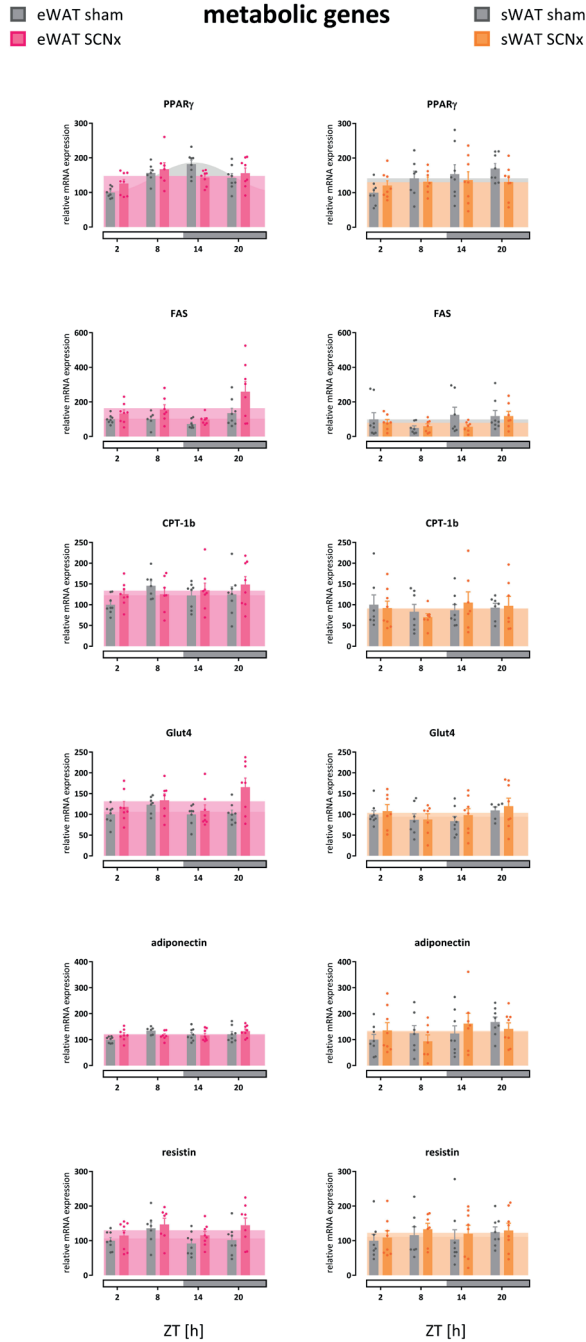 metabolic genes
eWAT sham
eWAT SCNx
sWAT sham
sWAT SCNx
PPARγ
relative mRNA expression
300
200
100
0
2 8 14 20
PPARγ
relative mRNA expression
300
200
100
0
2 8 14 20
FAS
relative mRNA expression
600
400
200
0
2 8 14 20
FAS
relative mRNA expression
600
400
200
0
2 8 14 20
CPT-1b
relative mRNA expression
250
200
150
100
50
0
2 8 14 20
CPT-1b
relative mRNA expression
250
200
150
100
50
0
2 8 14 20
Glut4
relative mRNA expression
250
200
150
100
50
0
2 8 14 20
Glut4
relative mRNA expression
250
200
150
100
50
0
2 8 14 20
adiponectin
relative mRNA expression
400
300
200
100
0
2 8 14 20
adiponectin
relative mRNA expression
400
300
200
100
0
2 8 14 20
resistin
relative mRNA expression
300
200
100
0
2 8 14 20
resistin
relative mRNA expression
300
200
100
0
2 8 14 20
ZT [h]
ZT [h]